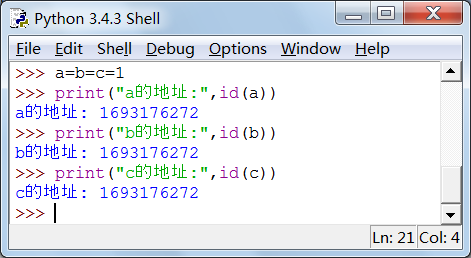 Python 3.4.3 Shell
File Edit Shell Debug Options Window Help
>>> a=b=c=1
>>> print("a的地址:",id(a))
a的地址: 1693176272
>>> print("b的地址:",id(b))
b的地址: 1693176272
>>> print("c的地址:",id(c))
c的地址: 1693176272
>>>
Ln: 21 Col: 4